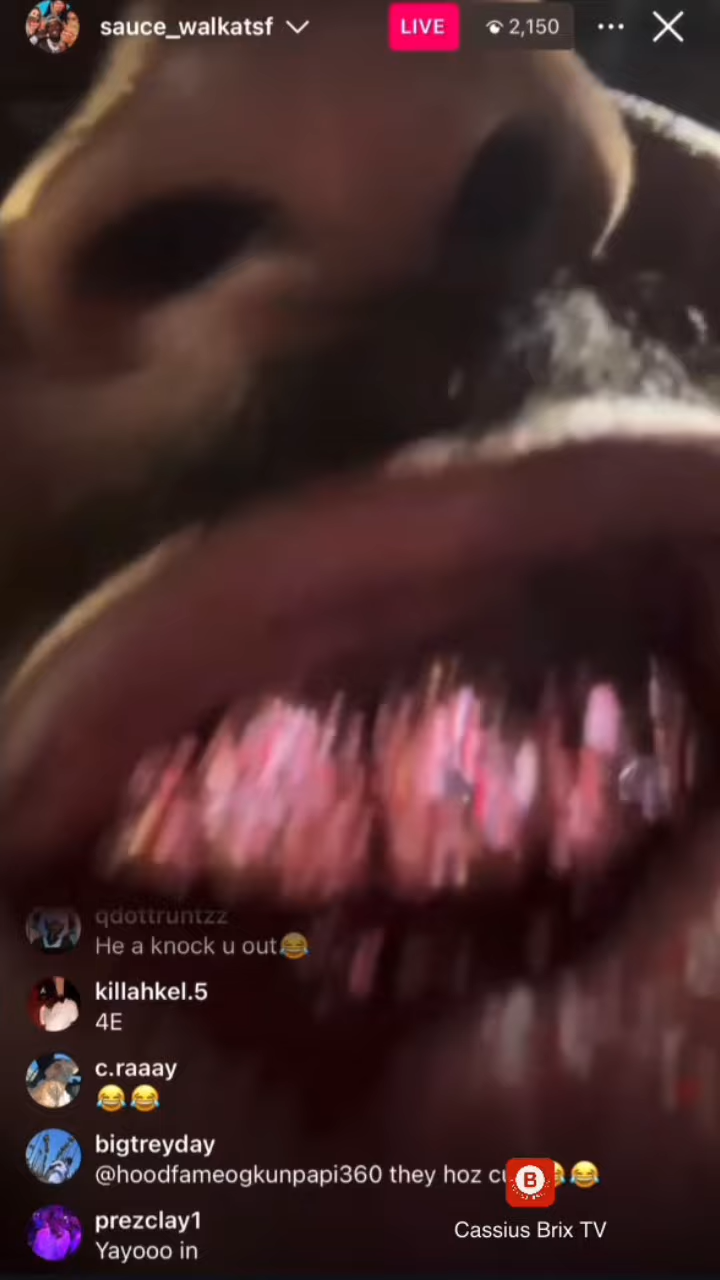 sauce_walkatsf
LIVE
2,150
qdottruntzz
He a knock u out😂
killahkel.5
4E
c.raaay
😂😂
bigtreyday
@hoodfameogkunpapi360 they hoz
B
Cassius Brix TV
prezclay1
Yayooo in